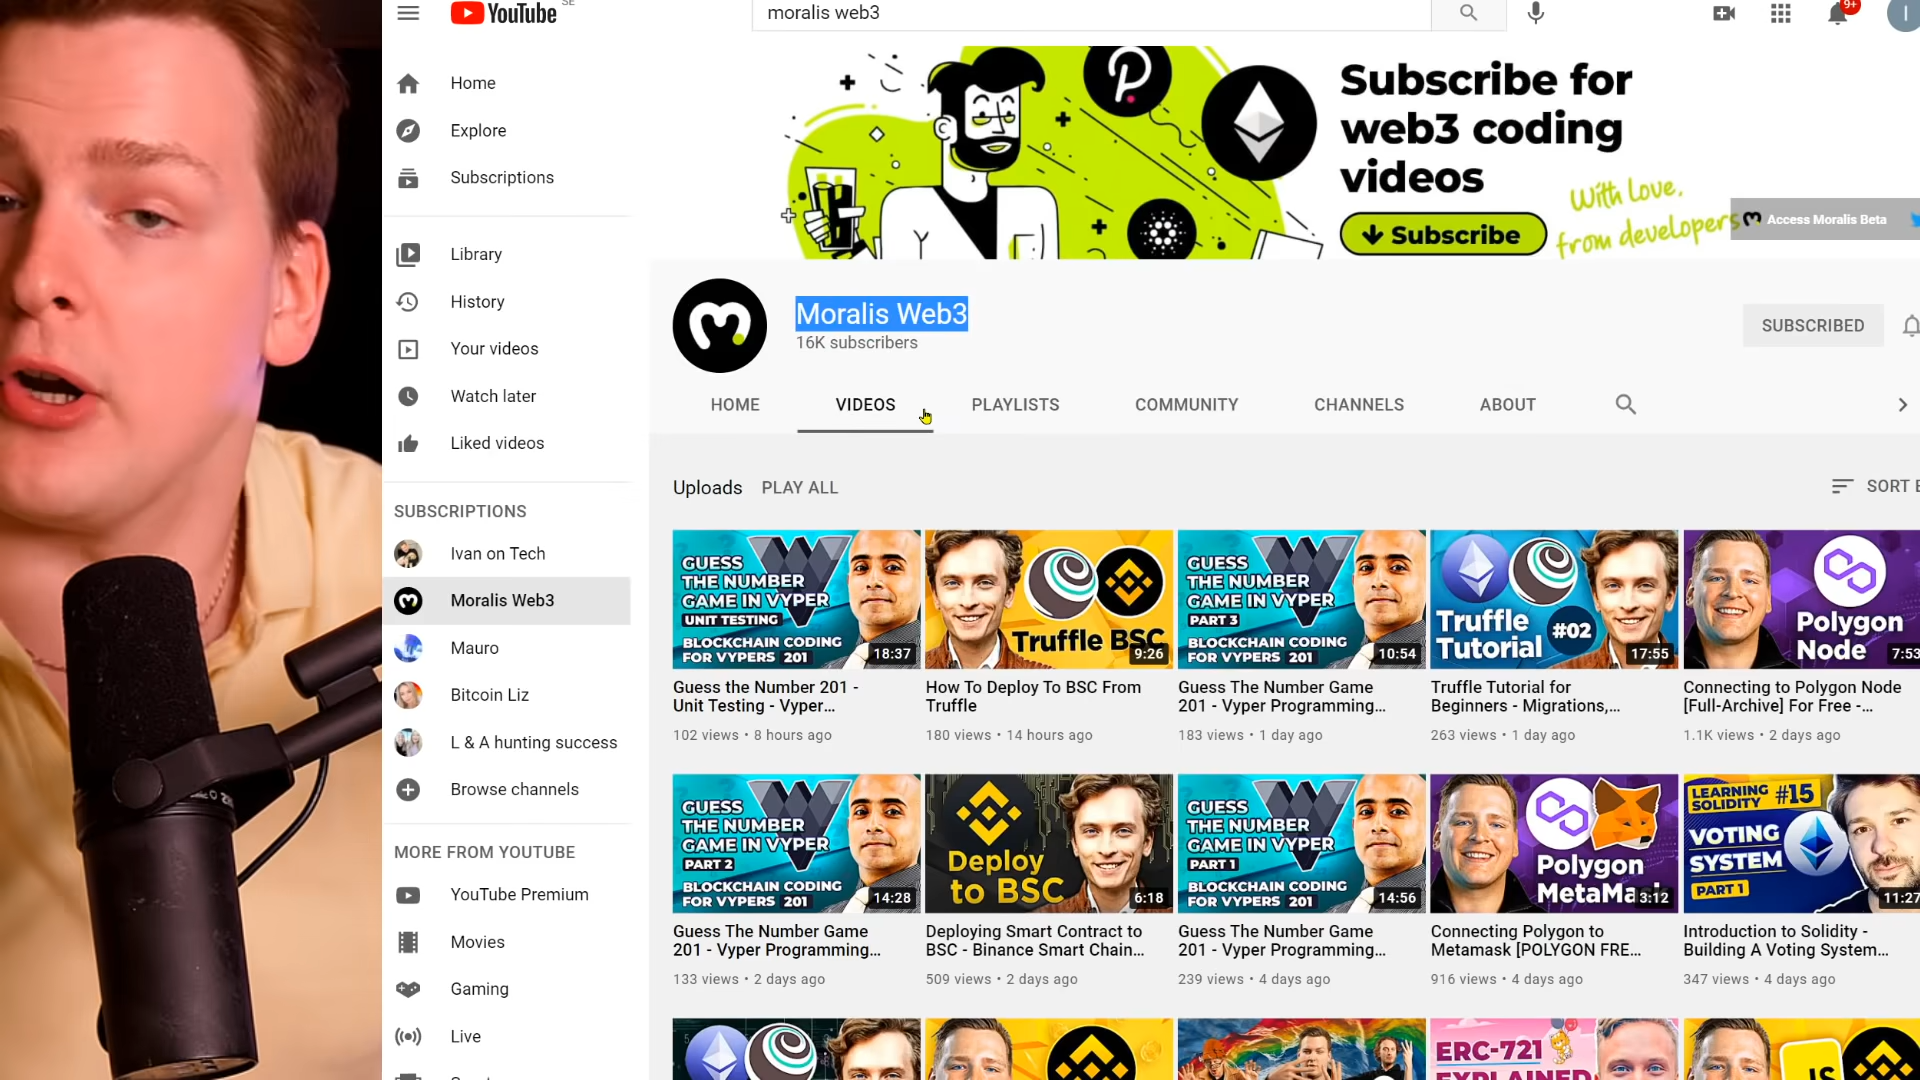 YouTube SE
moralis web3
9+
I
Home
Explore
Subscriptions
Library
History
Your videos
Watch later
Liked videos
SUBSCRIPTIONS
Ivan on Tech
Moralis Web3
Mauro
Bitcoin Liz
L & A hunting success
Browse channels
MORE FROM YOUTUBE
YouTube Premium
Movies
Gaming
Live
Subscribe for
web3 coding
videos
Subscribe
With love,
from developers
Access Moralis Beta
Moralis Web3
16K subscribers
SUBSCRIBED
HOME
VIDEOS
PLAYLISTS
COMMUNITY
CHANNELS
ABOUT
Uploads PLAY ALL
SORT
GUESS
THE NUMBER
GAME IN VYPER
UNIT TESTING
BLOCKCHAIN CODING
FOR VYPERS 201
18:37
Guess the Number 201 -
Unit Testing - Vyper...
102 views • 8 hours ago
Truffle BSC
9:26
How To Deploy To BSC From
Truffle
180 views • 14 hours ago
GUESS
THE NUMBER
GAME IN VYPER
PART 3
BLOCKCHAIN CODING
FOR VYPERS 201
10:54
Guess The Number Game
201 - Vyper Programming...
183 views • 1 day ago
Truffle
Tutorial #02
17:55
Truffle Tutorial for
Beginners - Migrations,...
263 views • 1 day ago
Polygon
Node
7:53
Connecting to Polygon Node
[Full-Archive] For Free -...
1.1K views • 2 days ago
GUESS
THE NUMBER
GAME IN VYPER
PART 2
BLOCKCHAIN CODING
FOR VYPERS 201
14:28
Guess The Number Game
201 - Vyper Programming...
133 views • 2 days ago
Deploy
to BSC
6:18
Deploying Smart Contract to
BSC - Binance Smart Chain...
509 views • 2 days ago
GUESS
THE NUMBER
GAME IN VYPER
PART 1
BLOCKCHAIN CODING
FOR VYPERS 201
14:56
Guess The Number Game
201 - Vyper Programming...
239 views • 4 days ago
Polygon
MetaMa
3:12
Connecting Polygon to
Metamask [POLYGON FRE...
916 views • 4 days ago
LEARNING
SOLIDITY #15
VOTING
SYSTEM
PART 1
11:27
Introduction to Solidity -
Building A Voting System...
347 views • 4 days ago
ERC-721
EXPLAINED
JS